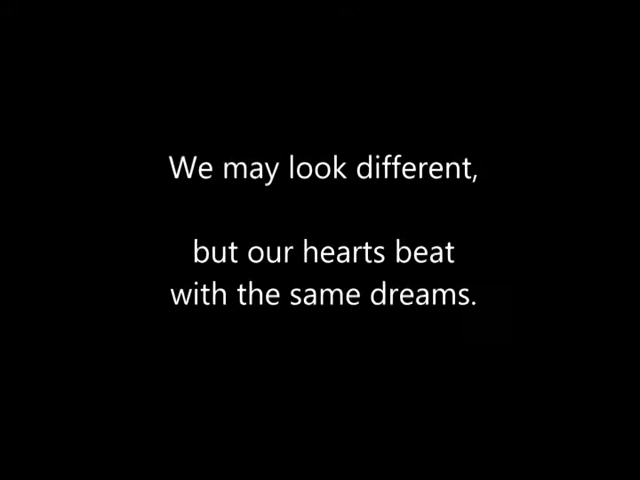 We may look different,
but our hearts beat
with the same dreams.